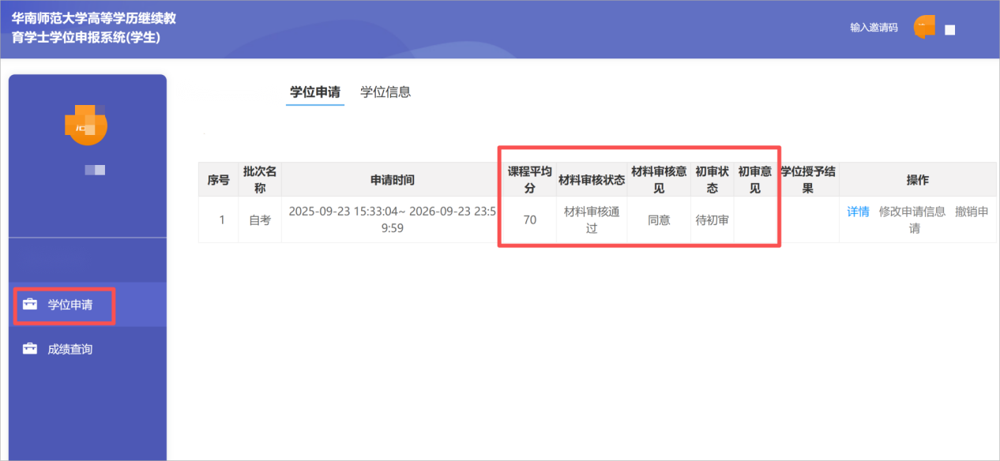 华南师范大学高等学历继续教
育学士学位申报系统(学生)
输入邀请码
学位申请 学位信息
序号 批次名称 申请时间 课程平均分 材料审核状态 材料审核意见 初审状态 初审意见 学位授予结果 操作
1 自考 2025-09-23 15:33:04~ 2026-09-23 23:59:59 70 材料审核通过 同意 待初审 详情 修改申请信息 撤销申请
学位申请
成绩查询